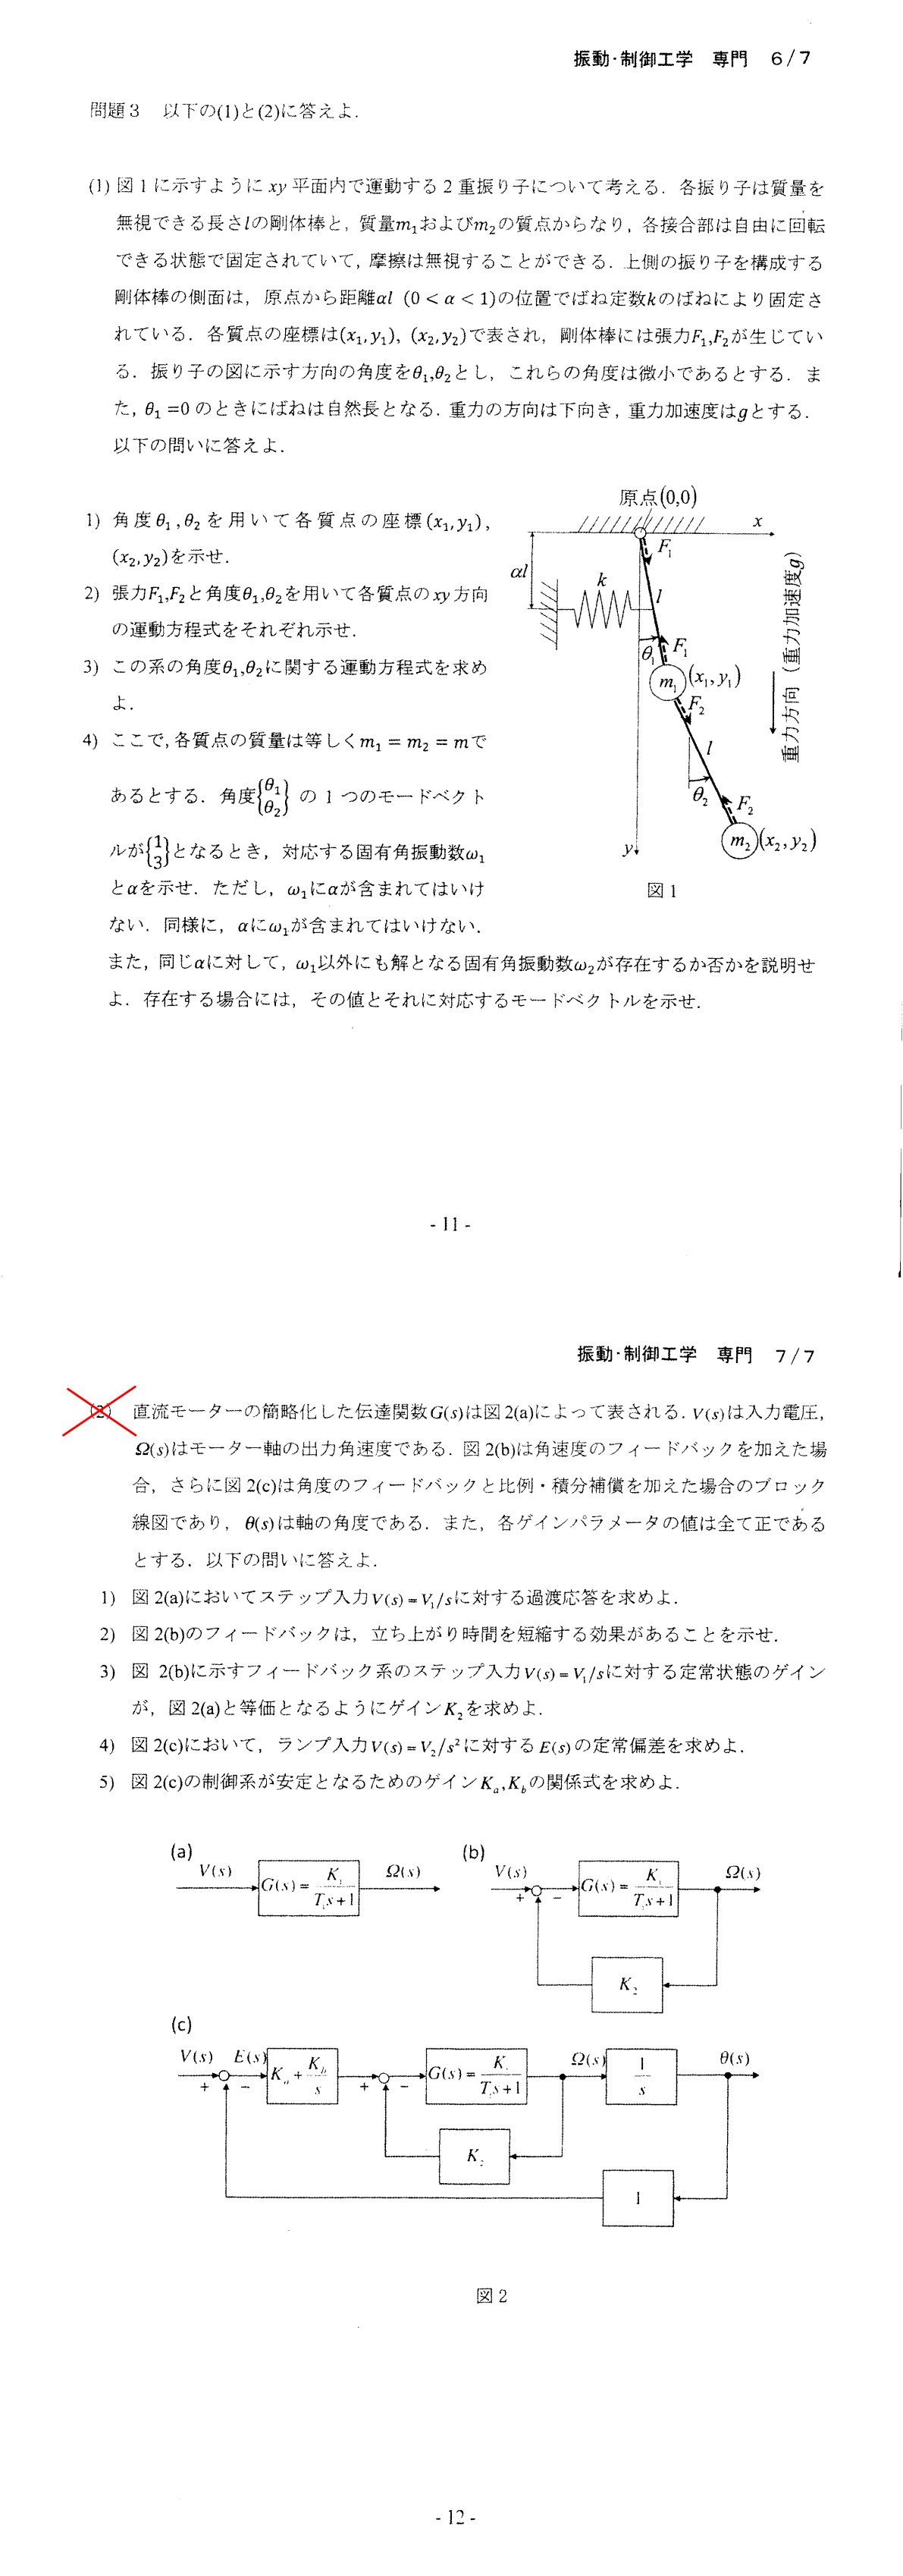 振動・制御工学　専門　6/7
問題3　以下の(1)と(2)に答えよ.
(1) 図1に示すようにxy平面内で運動する2重振り子について考える. 各振り子は質量を
無視できる長さlの剛体棒と, 質量m₁およびm₂の質点からなり, 各接合部は自由に回転
できる状態で固定されていて, 摩擦は無視することができる. 上側の振り子を構成する
剛体棒の側面は, 原点から距離αl (0 < α < 1)の位置でばね定数kのばねにより固定さ
れている. 各質点の座標は(x₁,y₁), (x₂,y₂)で表され, 剛体棒には張力F₁,F₂が生じてい
る. 振り子の図に示す方向の角度をθ₁,θ₂とし, これらの角度は微小であるとする. ま
た, θ₁ =0 のときにばねは自然長となる. 重力の方向は下向き, 重力加速度はgとする.
以下の問いに答えよ.
1) 角度θ₁,θ₂を用いて各質点の座標(x₁,y₁),
(x₂,y₂)を示せ.
2) 張力F₁,F₂と角度θ₁,θ₂を用いて各質点のxy方向
の運動方程式をそれぞれ示せ.
3) この系の角度θ₁,θ₂に関する運動方程式を求め
よ.
4) ここで, 各質点の質量は等しくm₁ = m₂ = mで
あるとする. 角度{θ₁ θ₂} の1つのモードベクト
ルが{1 3}となるとき, 対応する固有角振動数ω₁
とαを示せ. ただし, ω₁にαが含まれてはいけ
ない. 同様に, αにω₁が含まれてはいけない.
また, 同じαに対して, ω₁以外にも解となる固有角振動数ω₂が存在するか否かを説明せ
よ. 存在する場合には, その値とそれに対応するモードベクトルを示せ.
原点(0,0)
x
F₁
αl
k
l
θ₁
F₁
m₁
(x₁, y₁)
F₂
l
θ₂
F₂
m₂
(x₂, y₂)
y
重力方向 (重力加速度g)
図1
- 11 -
振動・制御工学　専門　7/7
(2) 直流モーターの簡略化した伝達関数G(s)は図2(a)によって表される. V(s)は入力電圧,
Ω(s)はモーター軸の出力角速度である. 図2(b)は角速度のフィードバックを加えた場
合, さらに図2(c)は角度のフィードバックと比例・積分補償を加えた場合のブロック
線図であり, θ(s)は軸の角度である. また, 各ゲインパラメータの値は全て正である
とする. 以下の問いに答えよ.
1) 図2(a)においてステップ入力V(s) = V₁/sに対する過渡応答を求めよ.
2) 図2(b)のフィードバックは, 立ち上がり時間を短縮する効果があることを示せ.
3) 図 2(b)に示すフィードバック系のステップ入力V(s) = V₁/sに対する定常状態のゲイン
が, 図2(a)と等価となるようにゲインK₂を求めよ.
4) 図2(c)において, ランプ入力V(s) = V₂/s²に対するE(s)の定常偏差を求めよ.
5) 図2(c)の制御系が安定となるためのゲインKₐ,K_bの関係式を求めよ.
(a)
V(s)
G(s) = K₁ / T₁s+1
Ω(s)
(b)
V(s)
+
−
G(s) = K₁ / T₁s+1
Ω(s)
K₂
(c)
V(s)
E(s)
+
−
Kₐ + K_b / s
+
−
G(s) = K₁ / T₁s+1
Ω(s)
1 / s
θ(s)
K₂
1
図2
- 12 -